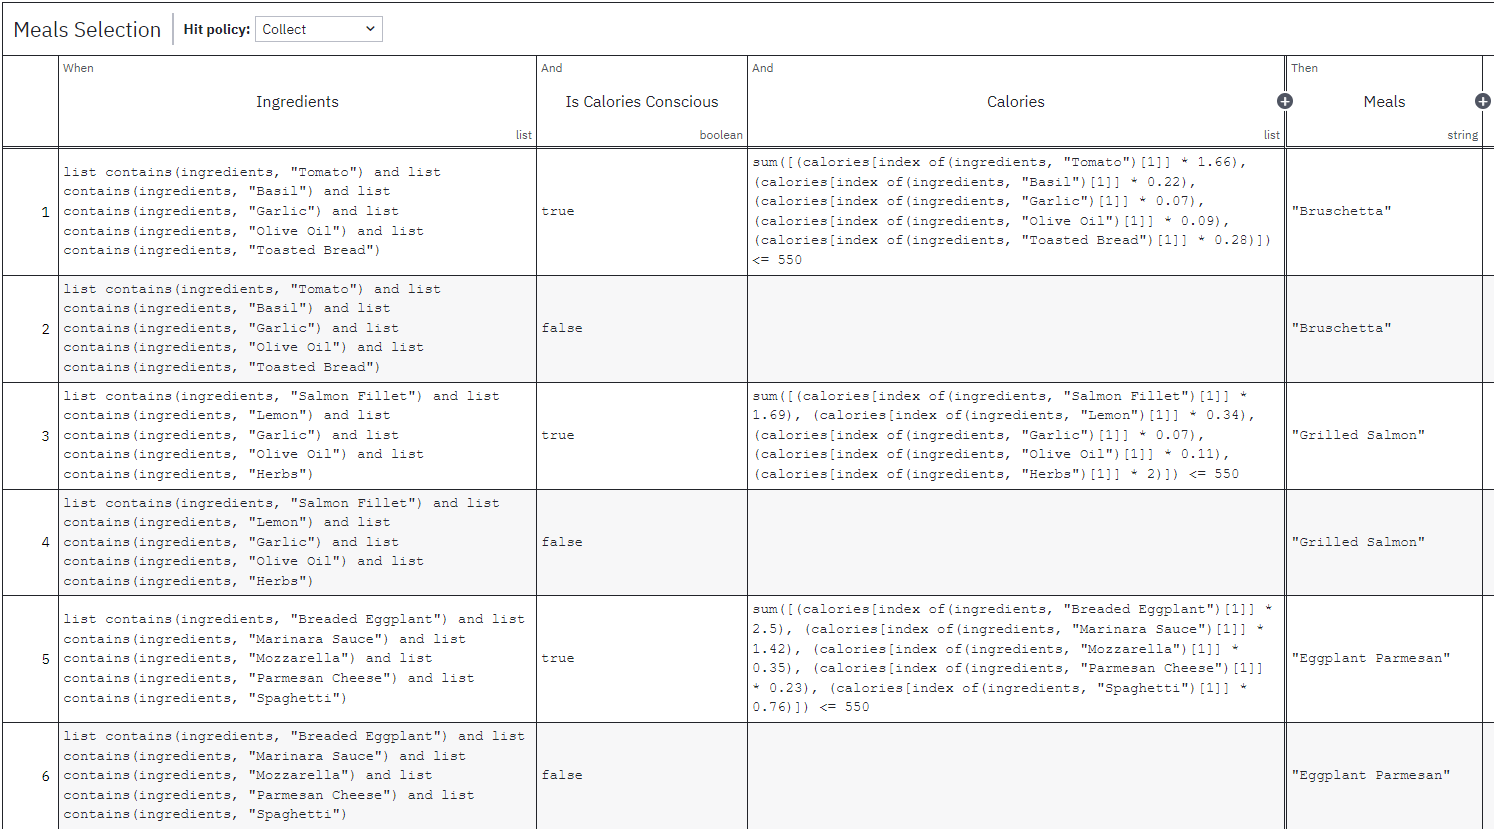 Meals Selection Hit policy: Collect
When And And Then
Ingredients Is Calories Conscious Calories Meals
list boolean list string
1
list contains(ingredients, "Tomato") and list
contains(ingredients, "Basil") and list
contains(ingredients, "Garlic") and list
contains(ingredients, "Olive Oil") and list
contains(ingredients, "Toasted Bread")
true
sum([(calories[index of(ingredients, "Tomato")[1]] * 1.66),
(calories[index of(ingredients, "Basil")[1]] * 0.22),
(calories[index of(ingredients, "Garlic")[1]] * 0.07),
(calories[index of(ingredients, "Olive Oil")[1]] * 0.09),
(calories[index of(ingredients, "Toasted Bread")[1]] * 0.28)])
<= 550
"Bruschetta"
2
list contains(ingredients, "Tomato") and list
contains(ingredients, "Basil") and list
contains(ingredients, "Garlic") and list
contains(ingredients, "Olive Oil") and list
contains(ingredients, "Toasted Bread")
false
"Bruschetta"
3
list contains(ingredients, "Salmon Fillet") and list
contains(ingredients, "Lemon") and list
contains(ingredients, "Garlic") and list
contains(ingredients, "Olive Oil") and list
contains(ingredients, "Herbs")
true
sum([(calories[index of(ingredients, "Salmon Fillet")[1]] *
1.69), (calories[index of(ingredients, "Lemon")[1]] * 0.34),
(calories[index of(ingredients, "Garlic")[1]] * 0.07),
(calories[index of(ingredients, "Olive Oil")[1]] * 0.11),
(calories[index of(ingredients, "Herbs")[1]] * 2)]) <= 550
"Grilled Salmon"
4
list contains(ingredients, "Salmon Fillet") and list
contains(ingredients, "Lemon") and list
contains(ingredients, "Garlic") and list
contains(ingredients, "Olive Oil") and list
contains(ingredients, "Herbs")
false
"Grilled Salmon"
5
list contains(ingredients, "Breaded Eggplant") and list
contains(ingredients, "Marinara Sauce") and list
contains(ingredients, "Mozzarella") and list
contains(ingredients, "Parmesan Cheese") and list
contains(ingredients, "Spaghetti")
true
sum([(calories[index of(ingredients, "Breaded Eggplant")[1]] *
2.5), (calories[index of(ingredients, "Marinara Sauce")[1]] *
1.42), (calories[index of(ingredients, "Mozzarella")[1]] *
0.35), (calories[index of(ingredients, "Parmesan Cheese")[1]]
* 0.23), (calories[index of(ingredients, "Spaghetti")[1]] *
0.76)]) <= 550
"Eggplant Parmesan"
6
list contains(ingredients, "Breaded Eggplant") and list
contains(ingredients, "Marinara Sauce") and list
contains(ingredients, "Mozzarella") and list
contains(ingredients, "Parmesan Cheese") and list
contains(ingredients, "Spaghetti")
false
"Eggplant Parmesan"